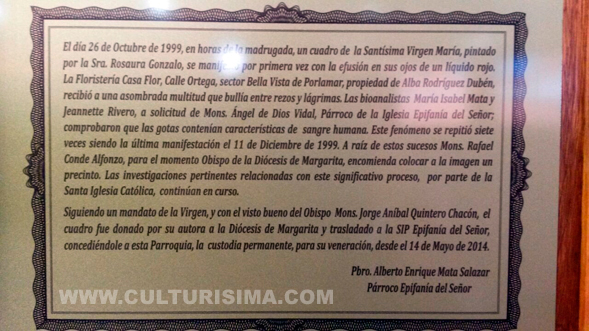 El día 26 de Octubre de 1999, en horas de la madrugada, un cuadro de la Santísima Virgen María, pintado
por la Sra. Rosaura Gonzalo, se manifestó por primera vez con la efusión en sus ojos de un líquido rojo.
La Floristería Casa Flor, Calle Ortega, sector Bella Vista de Porlamar, propiedad de Alba Rodríguez Dubén,
recibió a una asombrada multitud que bullía entre rezos y lágrimas. Las bioanalistas María Isabel Mata y
Jeannette Rivero, a solicitud de Mons. Ángel de Dios Vidal, Párroco de la Iglesia Epifanía del Señor;
comprobaron que las gotas contenían características de sangre humana. Este fenómeno se repitió siete
veces siendo la última manifestación el 11 de Diciembre de 1999. A raíz de estos sucesos Mons. Rafael
Conde Alfonzo, para el momento Obispo de la Diócesis de Margarita, encomienda colocar a la imagen un
precinto. Las investigaciones pertinentes relacionadas con este significativo proceso, por parte de la
Santa Iglesia Católica, continúan en curso.
Siguiendo un mandato de la Virgen, y con el visto bueno del Obispo Mons. Jorge Aníbal Quintero Chacón, el
cuadro fue donado por su autora a la Diócesis de Margarita y trasladado a la SIP Epifanía del Señor,
concediéndole a esta Parroquia, la custodia permanente, para su veneración, desde el 14 de Mayo de 2014.
Pbro. Alberto Enrique Mata Salazar
Párroco Epifanía del Señor
WWW.CULTURISIMA.COM